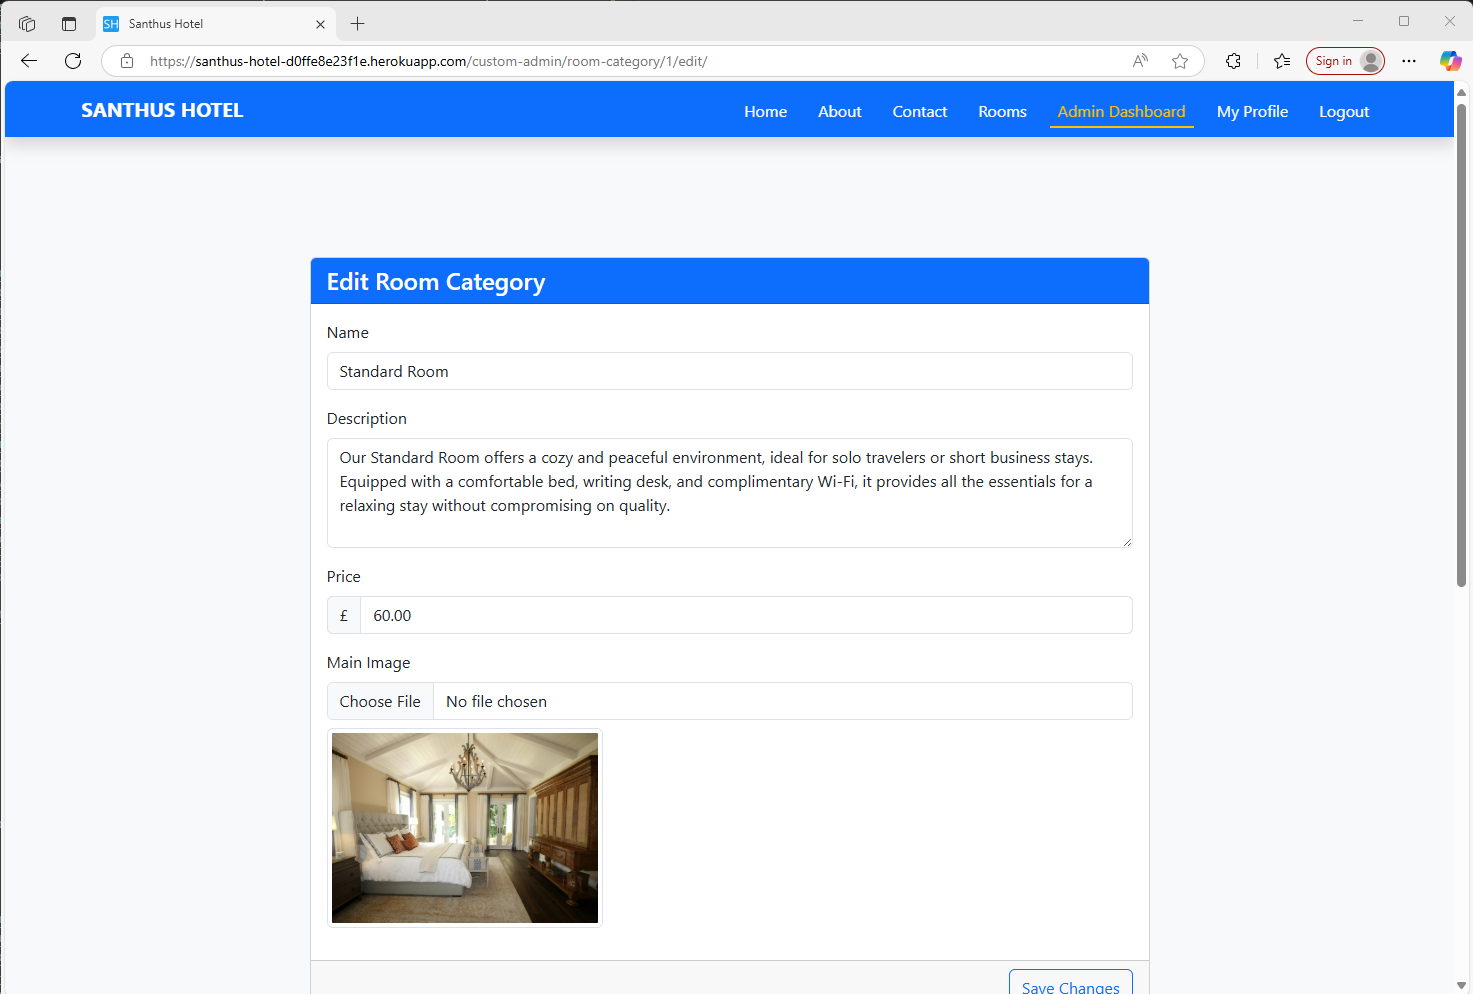 SH Santhus Hotel
https://santhus-hotel-d0ffe8e23f1e.herokuapp.com/custom-admin/room-category/1/edit/
Sign in
SANTHUS HOTEL
Home About Contact Rooms Admin Dashboard My Profile Logout
Edit Room Category
Name
Standard Room
Description
Our Standard Room offers a cozy and peaceful environment, ideal for solo travelers or short business stays.
Equipped with a comfortable bed, writing desk, and complimentary Wi-Fi, it provides all the essentials for a
relaxing stay without compromising on quality.
Price
£ 60.00
Main Image
Choose File No file chosen
Save Changes